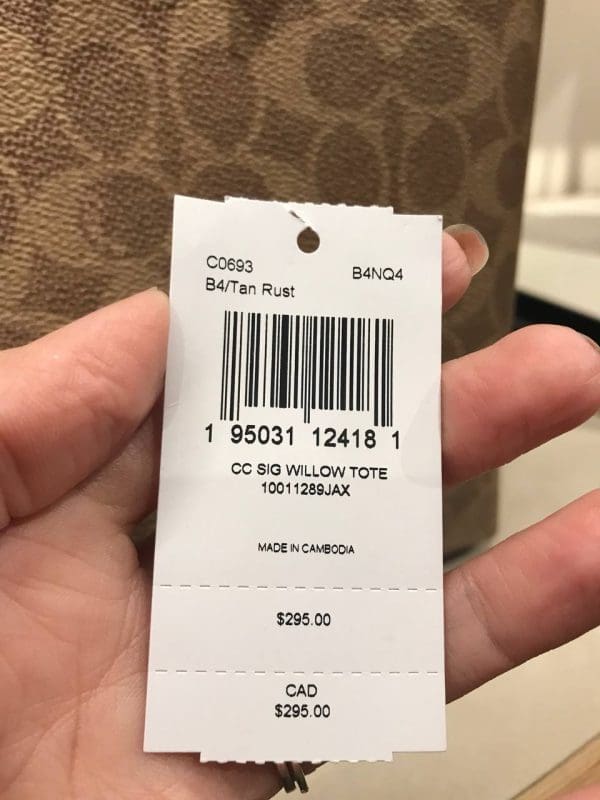 C0693
B4NQ4
B4/Tan Rust
1 95031 12418 1
CC SIG WILLOW TOTE
10011289JAX
MADE IN CAMBODIA
$295.00
CAD
$295.00